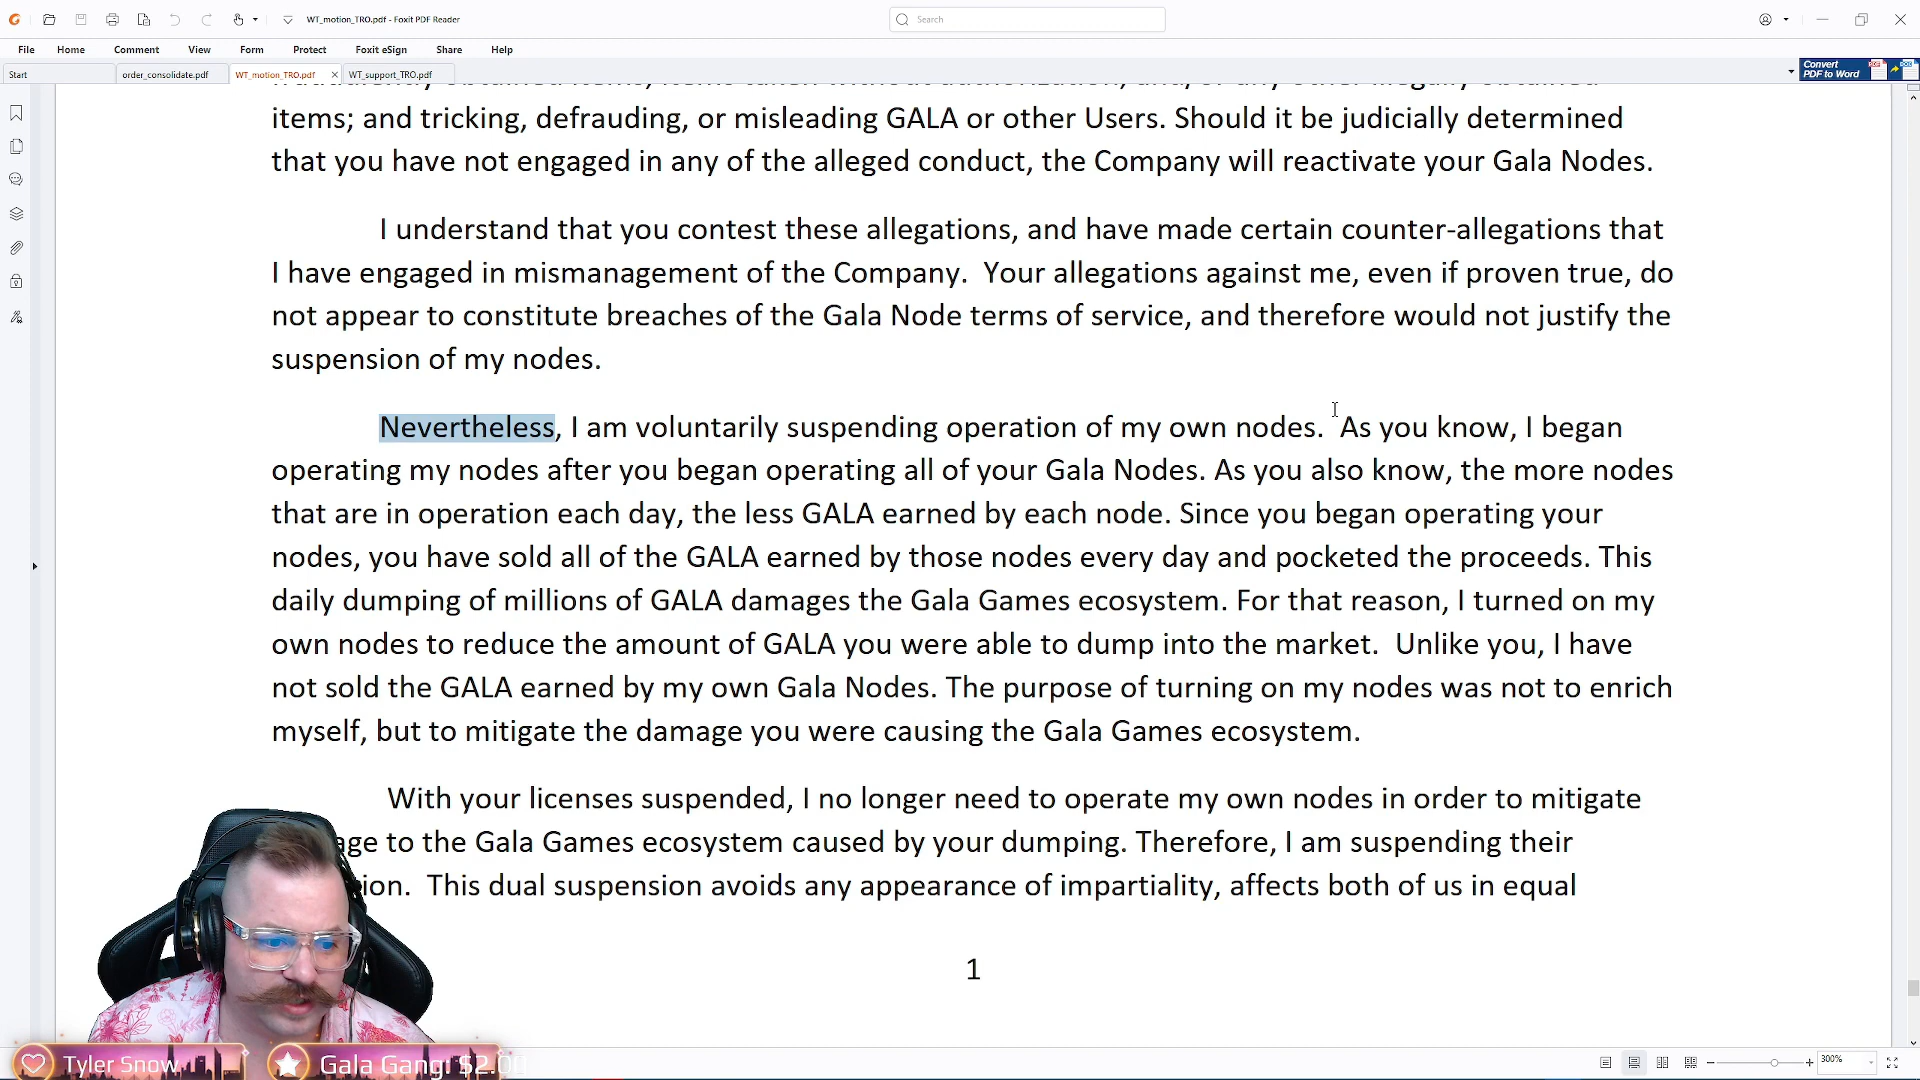 WT_motion_TRO.pdf - Foxit PDF Reader
Search
File Home Comment View Form Protect Foxit eSign Share Help
Start order_consolidate.pdf WT_motion_TRO.pdf WT_support_TRO.pdf
Convert
PDF to Word
items; and tricking, defrauding, or misleading GALA or other Users. Should it be judicially determined
that you have not engaged in any of the alleged conduct, the Company will reactivate your Gala Nodes.
I understand that you contest these allegations, and have made certain counter-allegations that
I have engaged in mismanagement of the Company. Your allegations against me, even if proven true, do
not appear to constitute breaches of the Gala Node terms of service, and therefore would not justify the
suspension of my nodes.
Nevertheless, I am voluntarily suspending operation of my own nodes. As you know, I began
operating my nodes after you began operating all of your Gala Nodes. As you also know, the more nodes
that are in operation each day, the less GALA earned by each node. Since you began operating your
nodes, you have sold all of the GALA earned by those nodes every day and pocketed the proceeds. This
daily dumping of millions of GALA damages the Gala Games ecosystem. For that reason, I turned on my
own nodes to reduce the amount of GALA you were able to dump into the market. Unlike you, I have
not sold the GALA earned by my own Gala Nodes. The purpose of turning on my nodes was not to enrich
myself, but to mitigate the damage you were causing the Gala Games ecosystem.
With your licenses suspended, I no longer need to operate my own nodes in order to mitigate
age to the Gala Games ecosystem caused by your dumping. Therefore, I am suspending their
ion. This dual suspension avoids any appearance of impartiality, affects both of us in equal
1
Tyler Snow Gala Gang: $2.00
300%